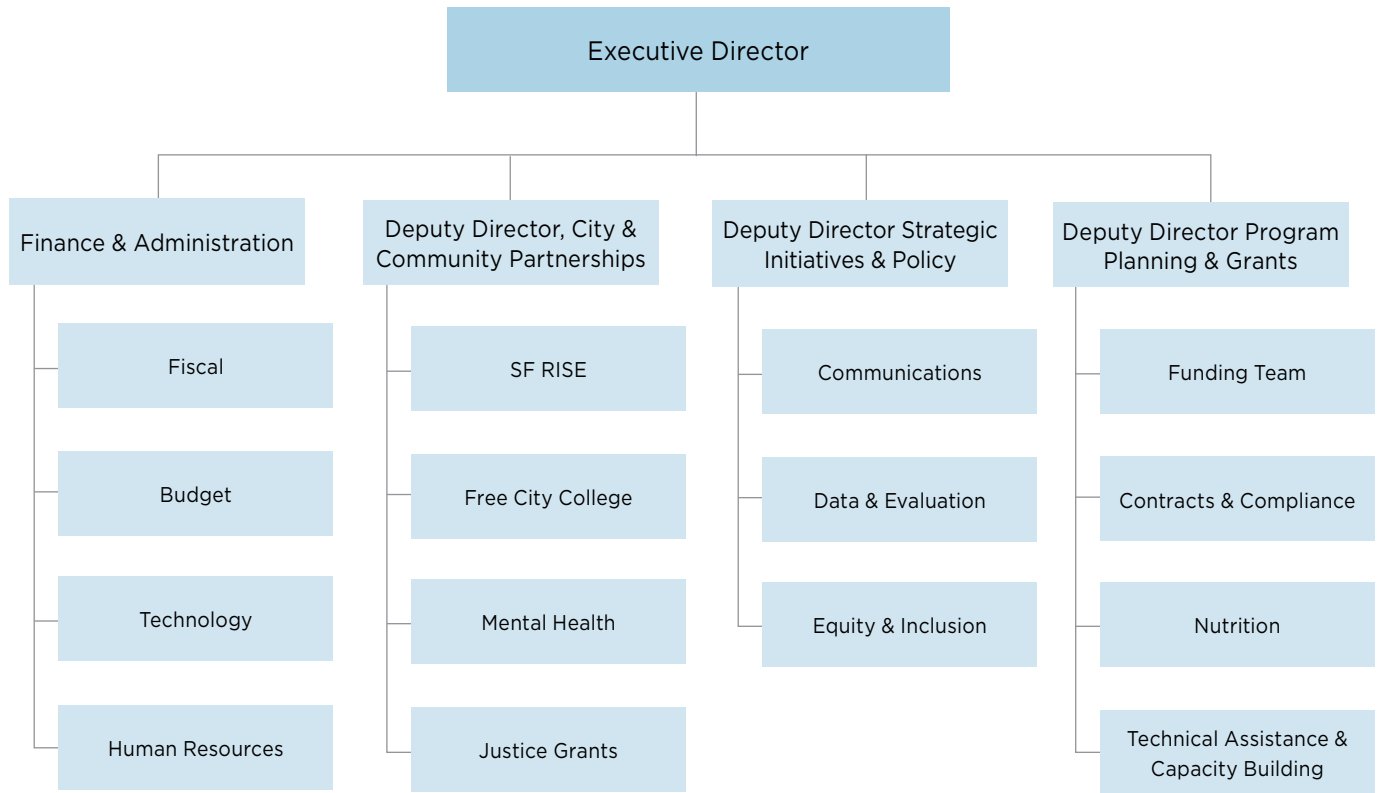 Executive Director
Finance & Administration
Fiscal
Budget
Technology
Human Resources
Deputy Director, City &
Community Partnerships
SF RISE
Free City College
Mental Health
Justice Grants
Deputy Director Strategic
Initiatives & Policy
Communications
Data & Evaluation
Equity & Inclusion
Deputy Director Program
Planning & Grants
Funding Team
Contracts & Compliance
Nutrition
Technical Assistance &
Capacity Building